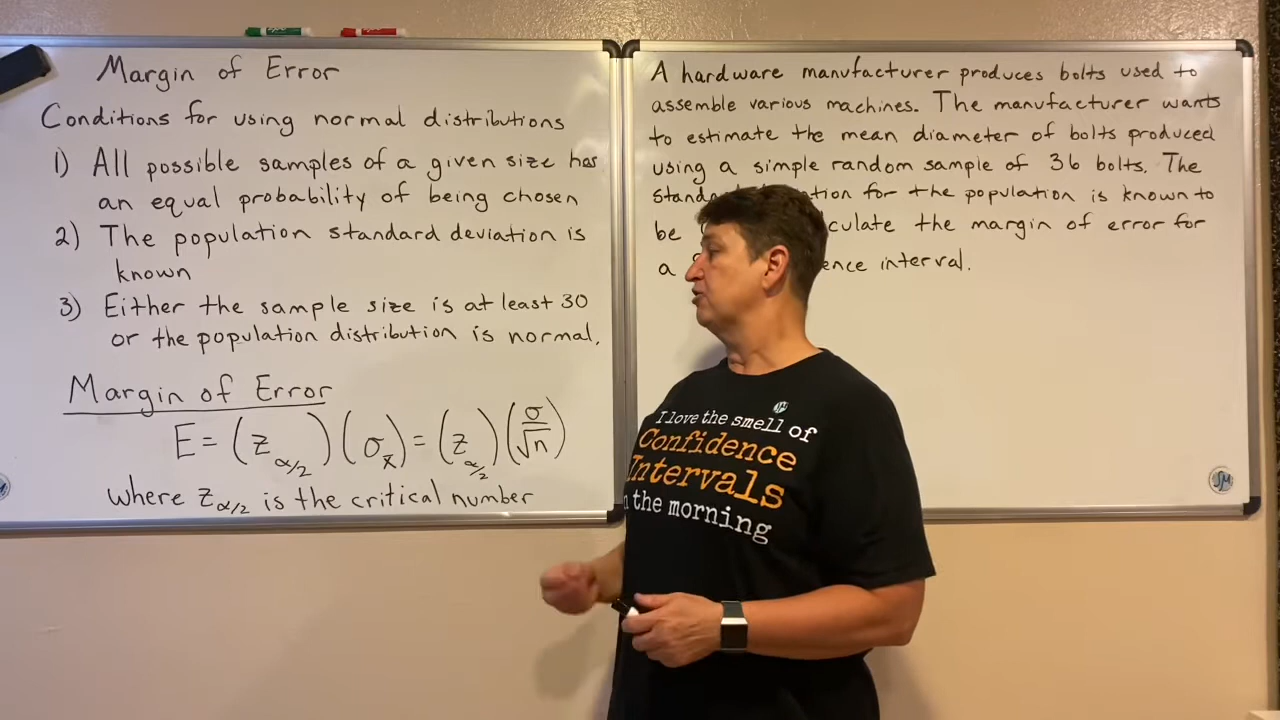 Margin of Error
Conditions for using normal distributions
1) All possible samples of a given size has
an equal probability of being chosen
2) The population standard deviation is
known
3) Either the sample size is at least 30
or the population distribution is normal.
Margin of Error
E = (z α/2) (σ x̄) = (z α/2) (σ/√n)
where z α/2 is the critical number
A hardware manufacturer produces bolts used to
assemble various machines. The manufacturer wants
to estimate the mean diameter of bolts produced
using a simple random sample of 36 bolts. The
for the population is known to
be the margin of error for
a interval.
I love the smell of
Confidence
Intervals
the morning
SM